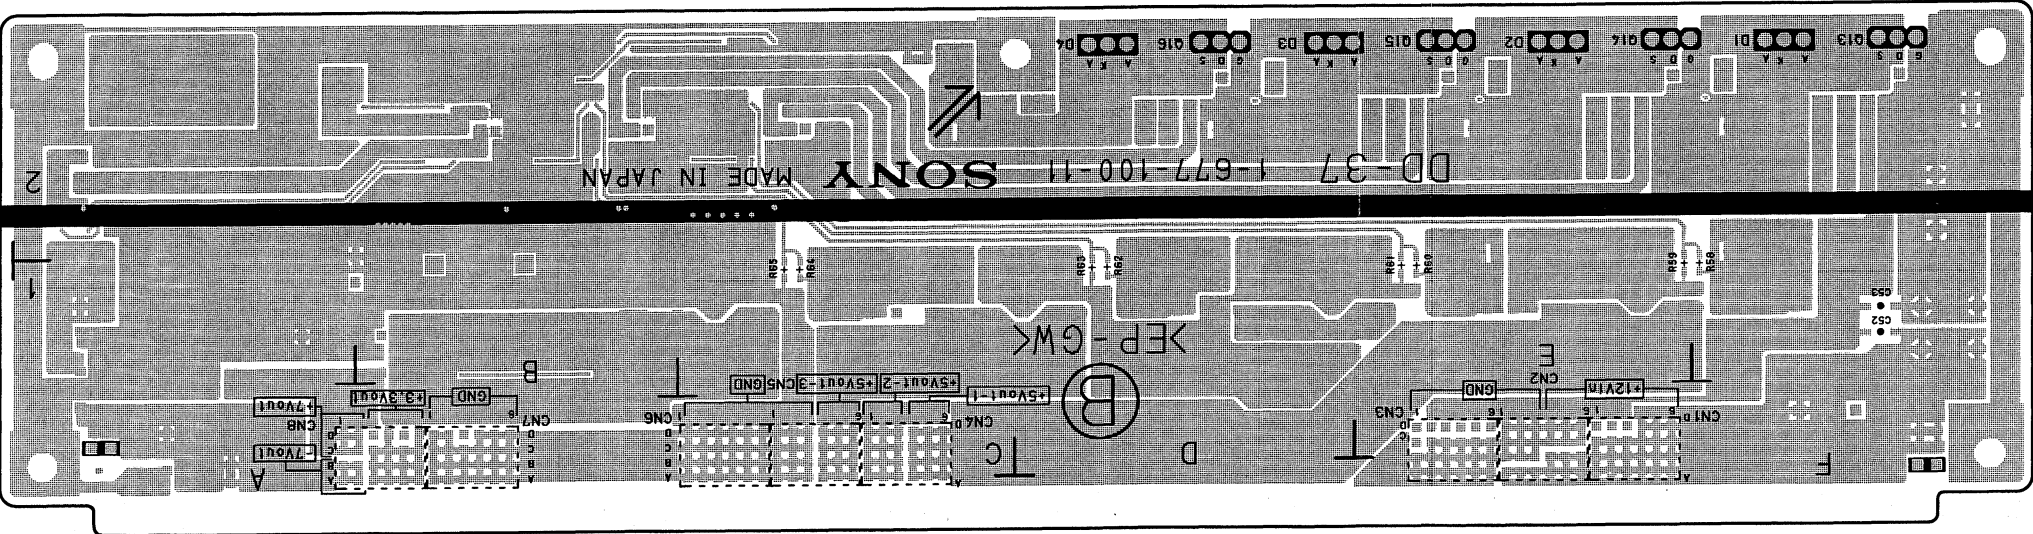 D4 Q16 D3 Q15 D2 Q14 D1 Q13
A K A G D S A K A G D S A K A G D S A K A G D S
2
MADE IN JAPAN SONY 1-677-100-11 DD-37
1
R65 R64 R63 R62 R61 R60 R59 R58
C53
C52
>EP-GW<
B
B
E
+7Vout
+3.3Vout
GND
GND
CN5
+5Vout-3
+5Vout-2
+5Vout-1
GND
CN2
+12Vin
CN8
CN7
CN6
CN4
CN3
CN1
-7Vout
D C B A
D C B A
A
C
D
F